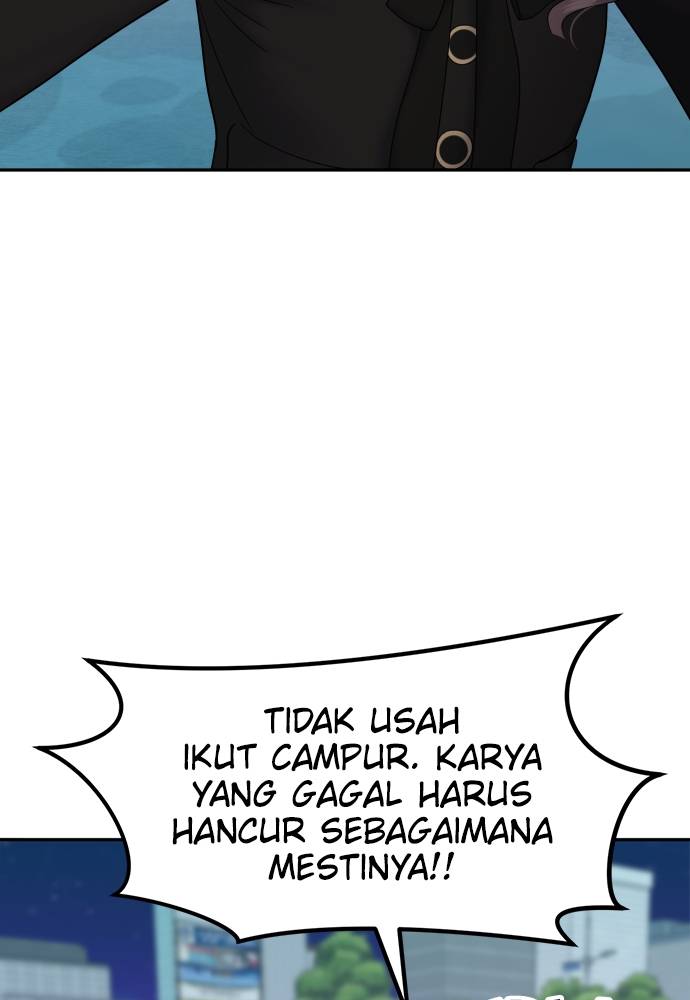 TIDAK USAH
IKUT CAMPUR. KARYA
YANG GAGAL HARUS
HANCUR SEBAGAIMANA
MESTINYA!!